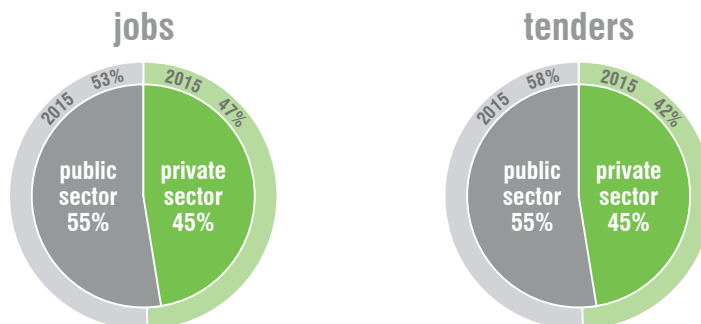 jobs
2015 53%
2015 47%
public
sector
55%
private
sector
45%
tenders
2015 58%
2015 42%
public
sector
55%
private
sector
45%